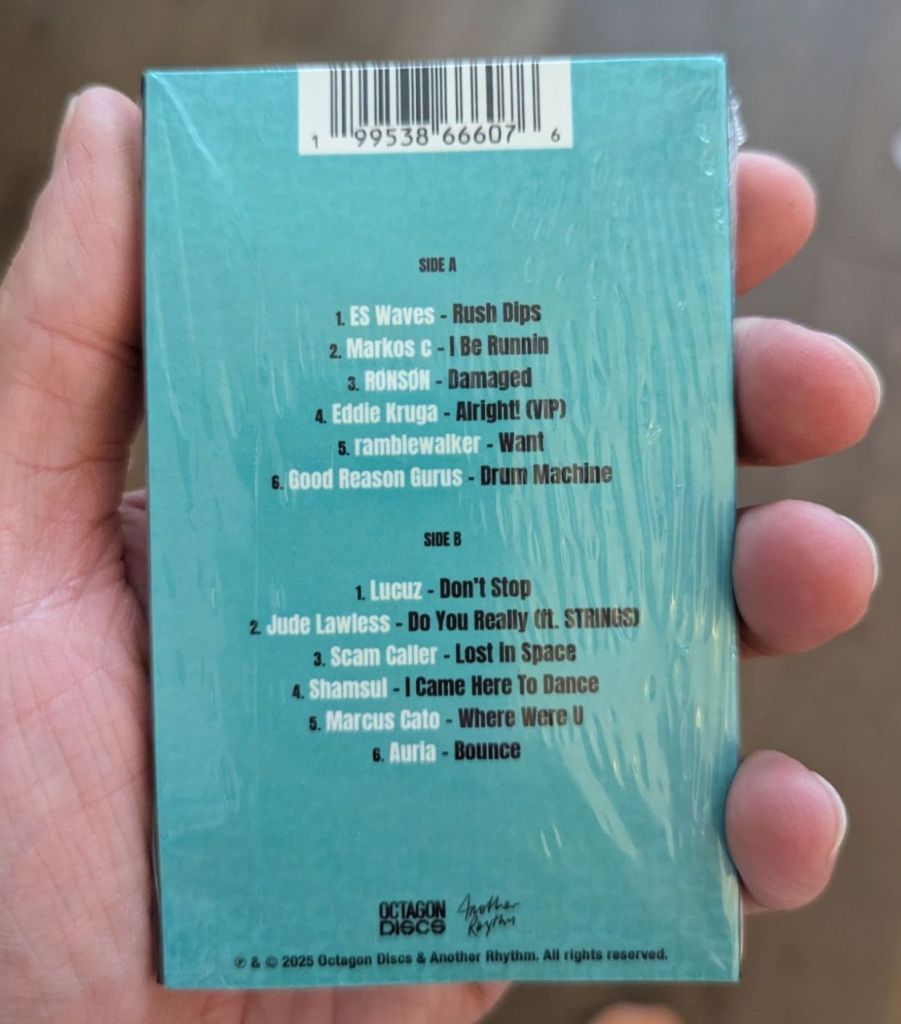 1 99538 66607 6
SIDE A
1. ES Waves - Rush Dips
2. Markos c - I Be Runnin
3. RØNSØN - Damaged
4. Eddie Kruga - Alright! (VIP)
5. ramblewalker - Want
6. Good Reason Gurus - Drum Machine
SIDE B
1. Lucuz - Don't Stop
2. Jude Lawless - Do You Really (ft. STRINGS)
3. Scam Caller - Lost In Space
4. Shamsul - I Came Here To Dance
5. Marcus Cato - Where Were U
6. Auria - Bounce
OCTAGON DISCS Another Rhythm
℗ & © 2025 Octagon Discs & Another Rhythm. All rights reserved.